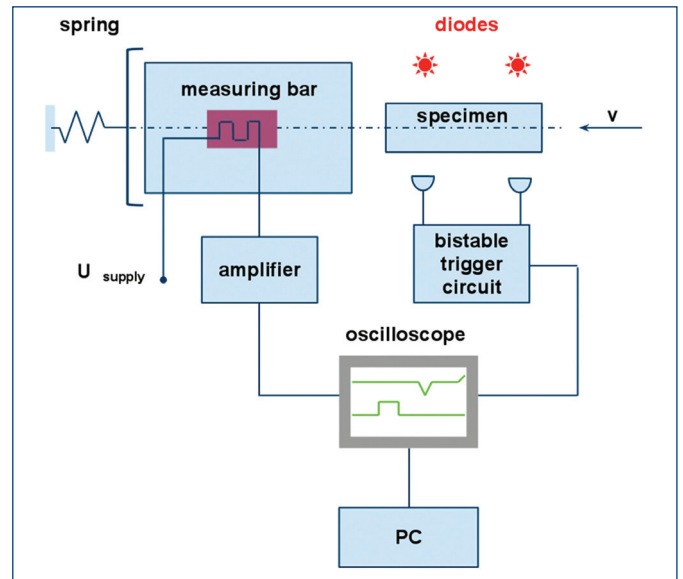 spring
diodes
measuring bar
specimen
v
U supply
amplifier
bistable
trigger
circuit
oscilloscope
PC